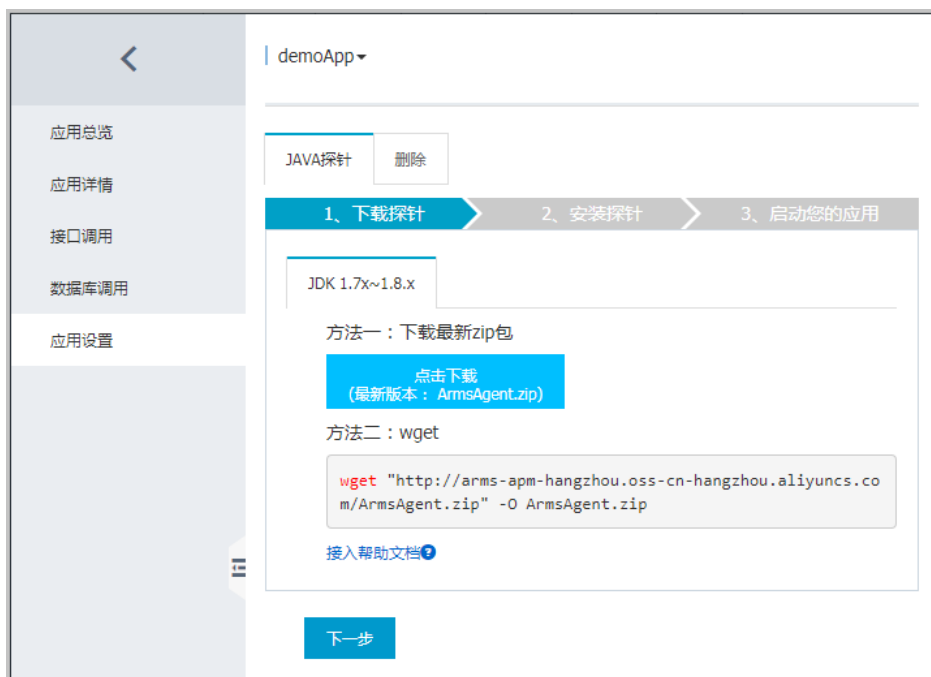 demoApp
应用总览
应用详情
接口调用
数据库调用
应用设置
JAVA探针
删除
1、下载探针
2、安装探针
3、启动您的应用
JDK 1.7x~1.8.x
方法一：下载最新zip包
点击下载
(最新版本： ArmsAgent.zip)
方法二：wget
wget "http://arms-apm-hangzhou.oss-cn-hangzhou.aliyuncs.co
m/ArmsAgent.zip" -O ArmsAgent.zip
接入帮助文档
下一步